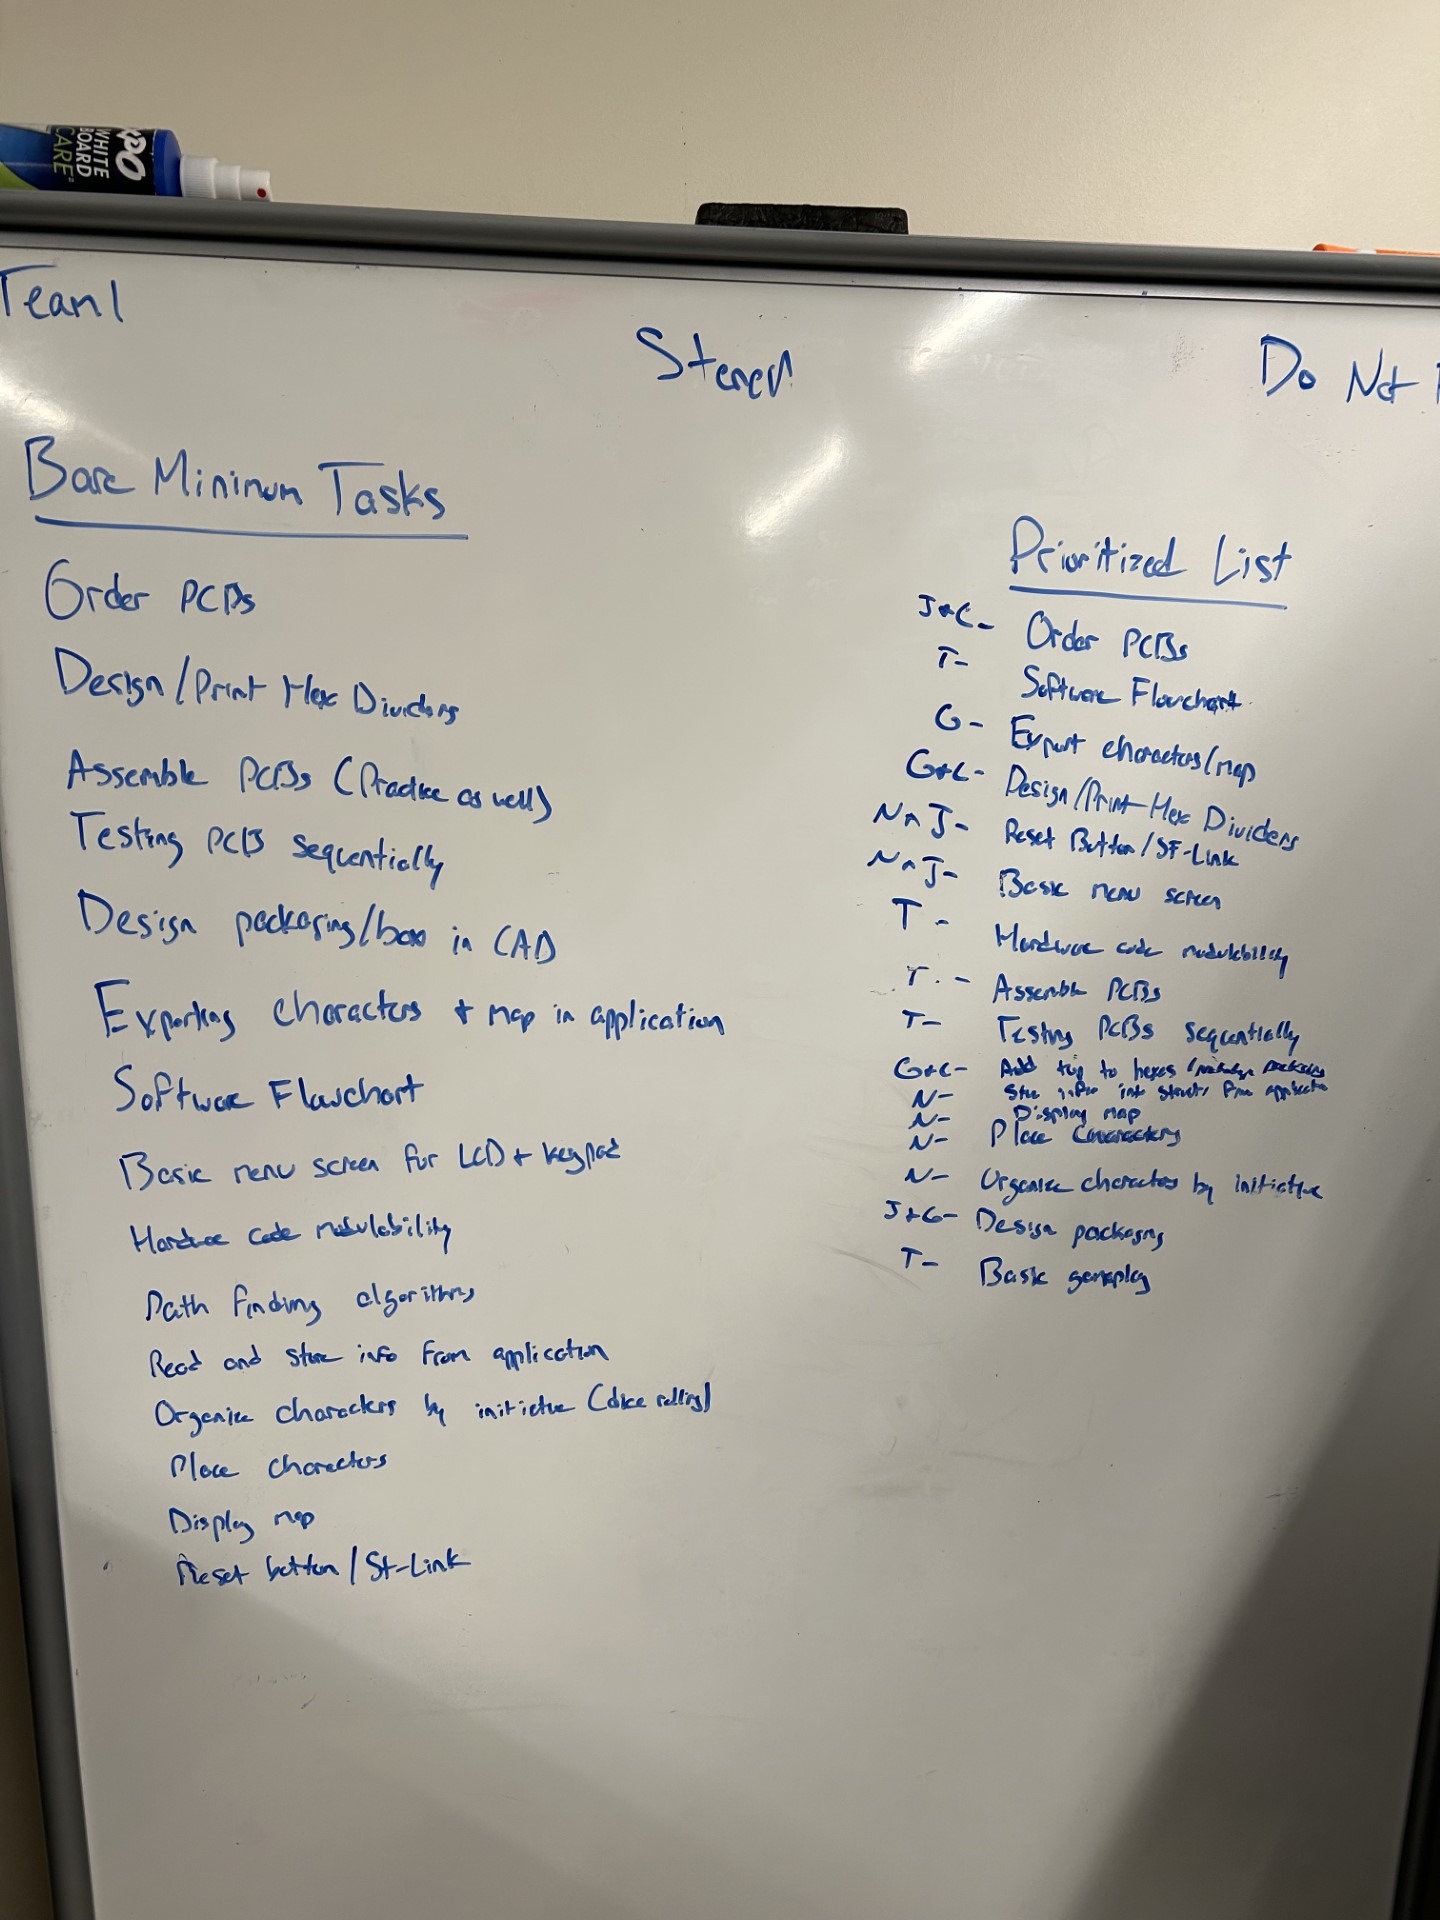 EXPO
WHITE
BOARD
CARE
Team 1
Do Not
Bare Minimum Tasks
Order PCBs
Design/Print Hex Dividers
Assemble PCBs (Practice as well)
Testing PCB sequentially
Design packaging/box in CAD
Exporting characters + map in application
Software Flowchart
Basic menu screen for LCD + keypad
Hardware code modulability
Path finding algorithms
Read and store info from application
Organize characters by initiative (dice rolling)
Place characters
Display map
Reset button / St-Link
Prioritized List
J+C- Order PCBs
T- Software Flowchart
G- Export characters/map
G+C- Design/Print Hex Dividers
N^J- Reset Button/ST-Link
N^J- Basic menu screen
T- Hardware code modulability
T.- Assemble PCBs
T- Testing PCBs sequentially
G+C- Add top to hexes
N- Store info into structs from application
N- Display map
N- Place Characters
N- Organize characters by initiative
J+G- Design packaging
T- Basic gameplay